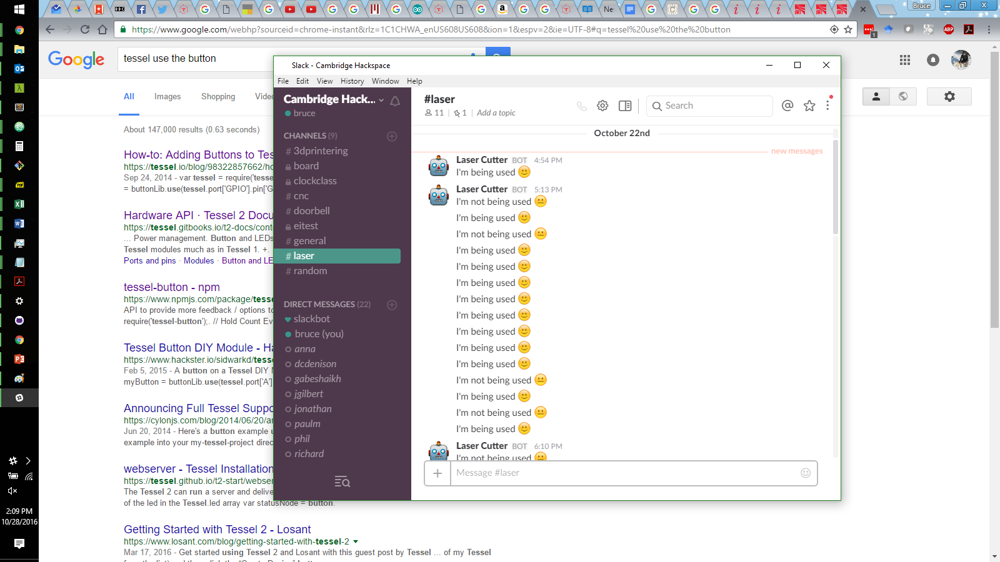 Bruce
https://www.google.com/webhp?sourceid=chrome-instant&rlz=1C1CHWA_enUS608US608&ion=1&espv=2&ie=UTF-8#q=tessel%20use%20the%20button
Google
tessel use the button
All Images Shopping
About 147,000 results (0.63 seconds)
How-to: Adding Buttons to
https://tessel.io/blog/98322857662/
Sep 24, 2014 - var tessel = require('
= buttonLib.use(tessel.port['GPIO'].pin['
Hardware API · Tessel 2
https://tessel.gitbooks.io/t2-docs/
... Power management. Button and LEDs
Tessel modules much as in Tessel 1. +.
Ports and pins · Modules · Button and
tessel-button - npm
https://www.npmjs.com/package/
API to provide more feedback / options to
require('tessel-button');. // Hold Count
Tessel Button DIY Module -
https://www.hackster.io/sidwarkd/
Feb 5, 2015 - A button on a Tessel DIY
myButton = buttonLib.use(tessel.port['A']
Announcing Full Tessel
https://cylonjs.com/blog/2014/06/20/
Jun 20, 2014 - Here's a button example
example into your my-tessel-project
webserver - Tessel Installation
https://tessel.github.io/t2-start/
The Tessel 2 can run a server and
of the led in the Tessel.led array var statusNode = button.
Getting Started with Tessel 2 - Losant
https://www.losant.com/blog/getting-started-with-tessel-2
Mar 17, 2016 - Get started using Tessel 2 and Losant with this guest post by Tessel ... of my Tessel
Slack - Cambridge Hackspace
File Edit View History Window Help
Cambridge Hack...
bruce
CHANNELS (9)
# 3dprintering
board
clockclass
# cnc
# doorbell
eitest
# general
# laser
# random
DIRECT MESSAGES (22)
slackbot
bruce (you)
anna
dcdenison
gabeshaikh
jgilbert
jonathan
paulm
phil
richard
#laser
11 | 1 | Add a topic
Search
October 22nd
new messages
Laser Cutter BOT 4:54 PM
I'm being used
Laser Cutter BOT 5:13 PM
I'm not being used
I'm being used
I'm not being used
I'm being used
I'm being used
I'm being used
I'm being used
I'm being used
I'm being used
I'm being used
I'm being used
I'm not being used
I'm being used
I'm not being used
I'm being used
Laser Cutter BOT 6:10 PM
I'm not being used
Message #laser
2:09 PM
10/28/2016